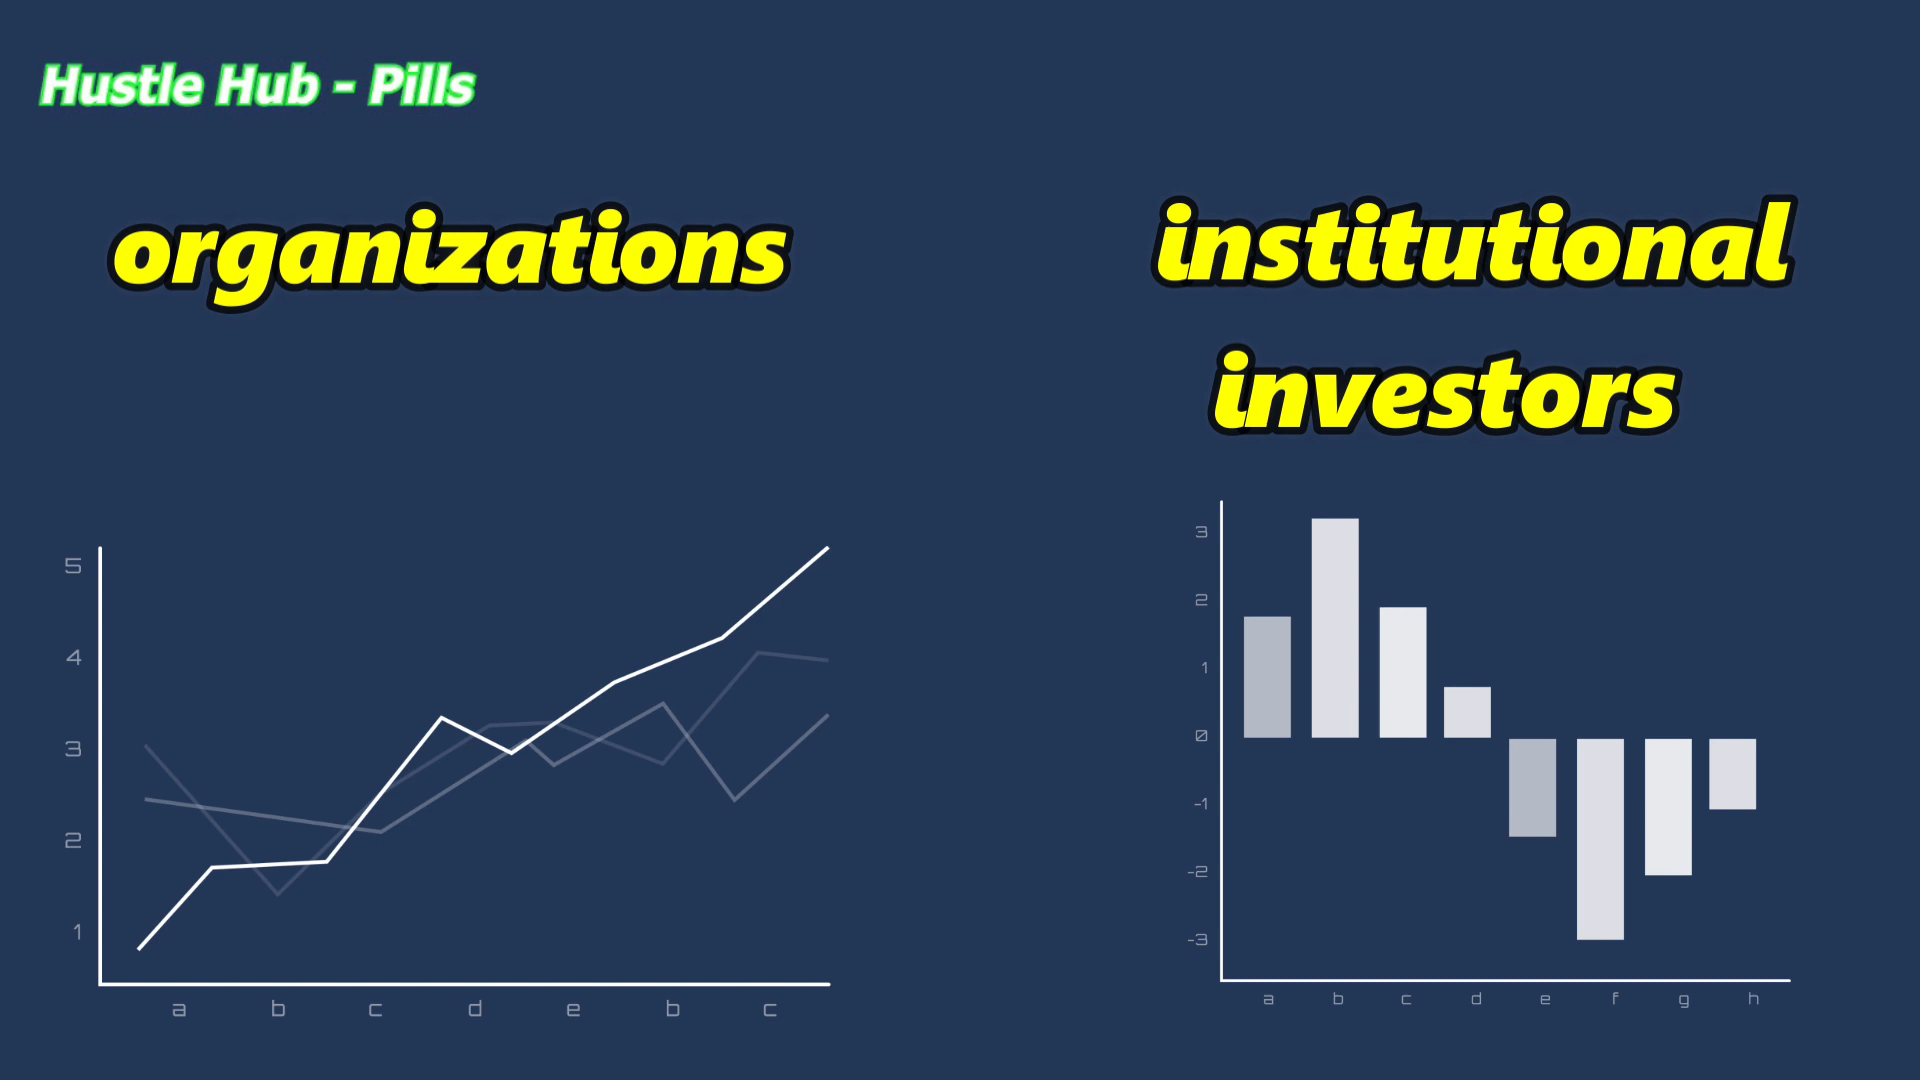 Hustle Hub - Pills
organizations
institutional
investors
5
4
3
2
1
a b c d e b c
3
2
1
0
-1
-2
-3
a b c d e f g h